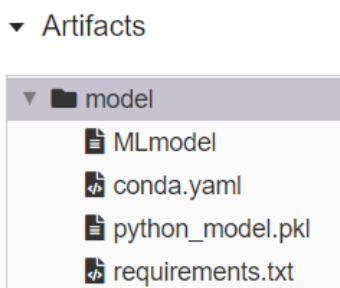 Artifacts
model
MLmodel
conda.yaml
python_model.pkl
requirements.txt